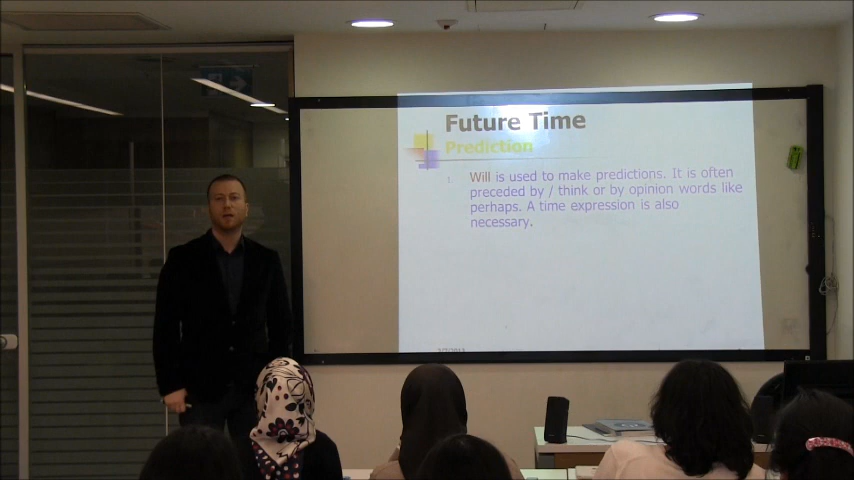 Future Time
Prediction
1. Will is used to make predictions. It is often
preceded by / think or by opinion words like
perhaps. A time expression is also
necessary.